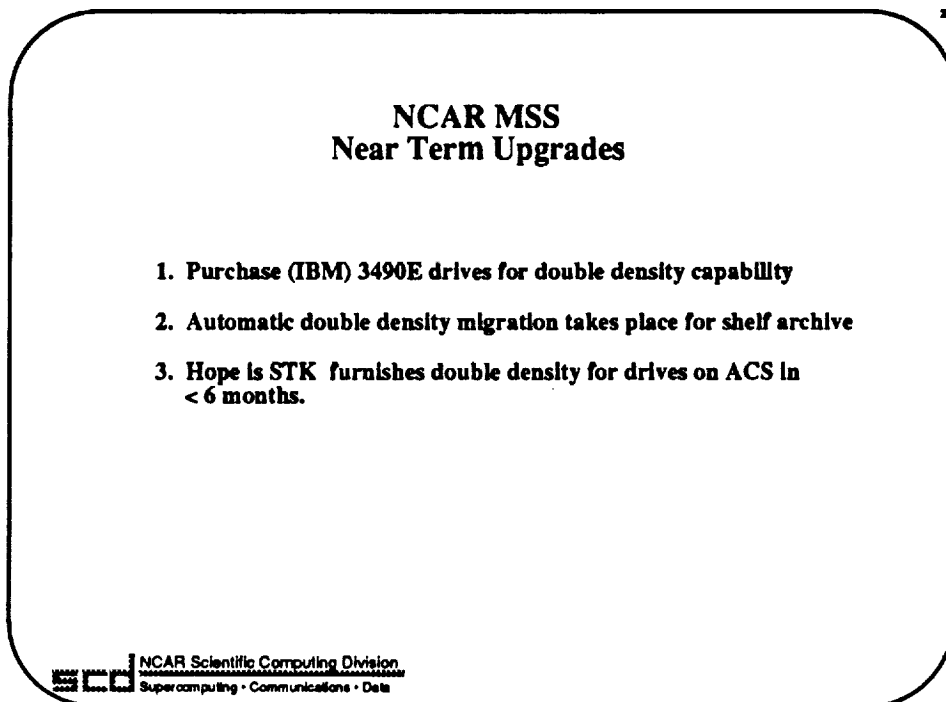 NCAR MSS
Near Term Upgrades
1. Purchase (IBM) 3490E drives for double density capability
2. Automatic double density migration takes place for shelf archive
3. Hope is STK furnishes double density for drives on ACS in
< 6 months.
scd
NCAR Scientific Computing Division
Supercomputing • Communications • Data